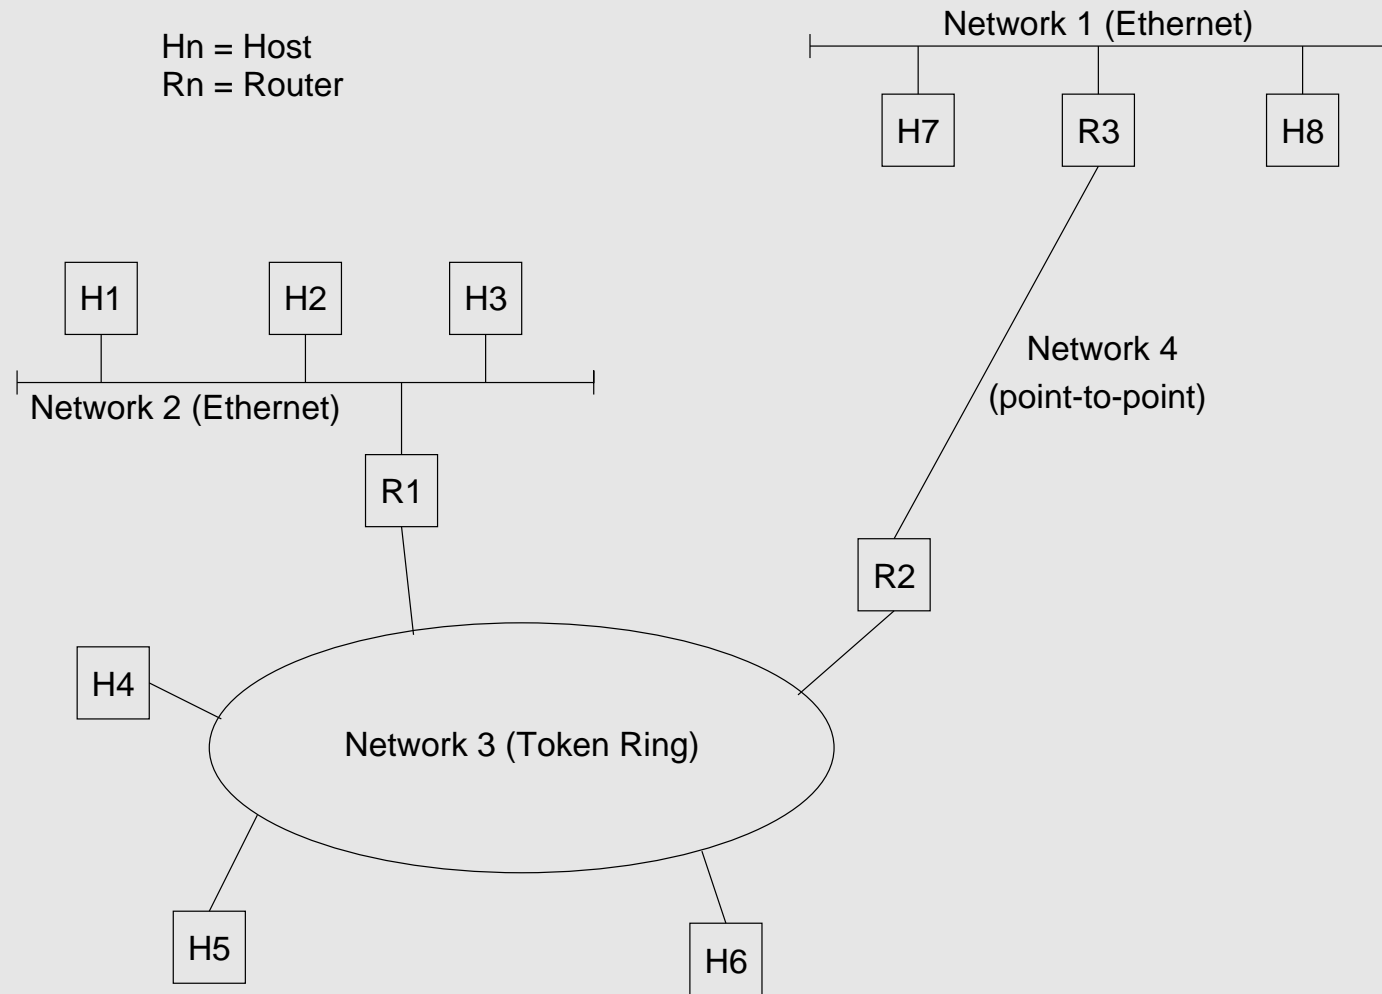 Network 1 (Ethernet)
Hn = Host
Rn = Router
H7
R3
H8
H1
H2
H3
Network 4
(point-to-point)
Network 2 (Ethernet)
R1
R2
H4
Network 3 (Token Ring)
H5
H6